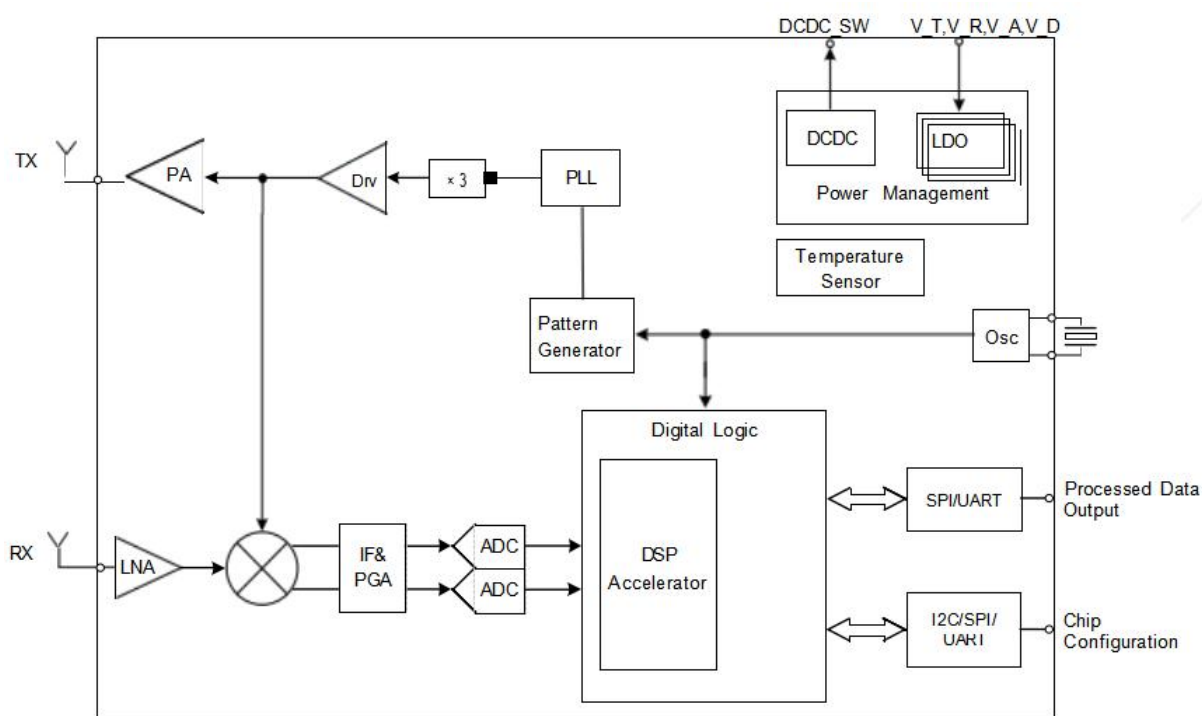 DCDC_SW
V_T,V_R,V_A,V_D
DCDC
LDO
Power Management
TX
PA
Drv
× 3
PLL
Temperature
Sensor
Pattern
Generator
Osc
Digital Logic
SPI/UART
Processed Data
Output
RX
LNA
IF&
PGA
ADC
ADC
DSP
Accelerator
I2C/SPI/
UART
Chip
Configuration